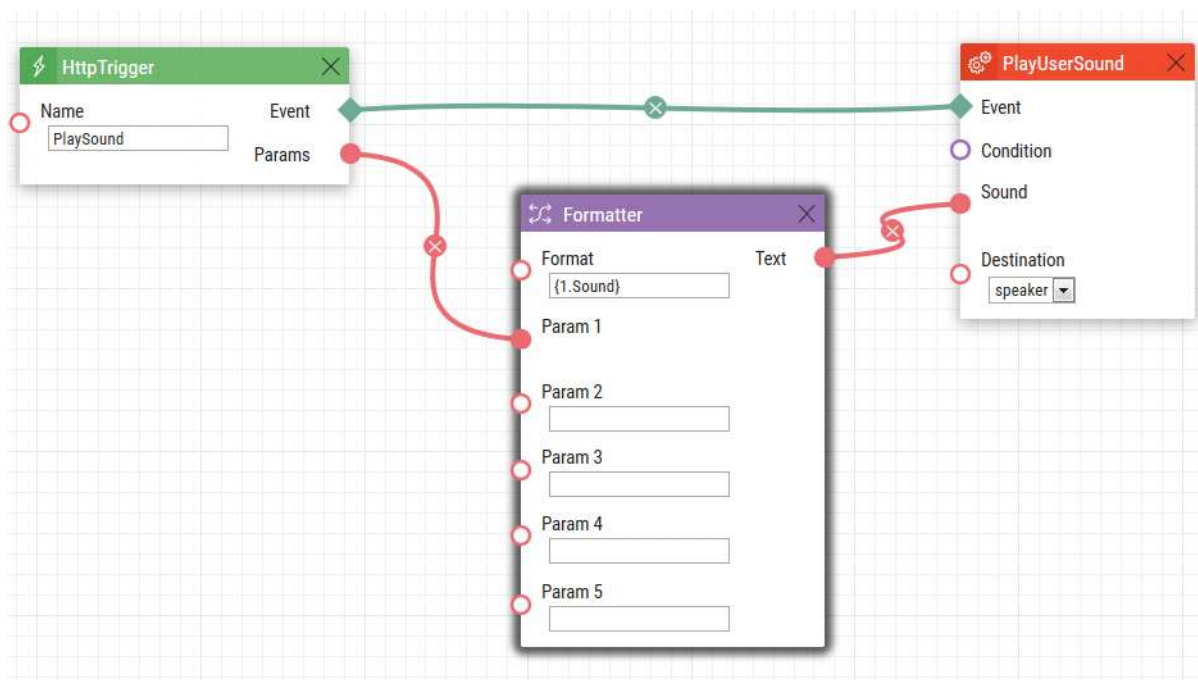 HttpTrigger
Name
Event
PlaySound
Params
Formatter
Format
Text
{1.Sound}
Param 1
Param 2
Param 3
Param 4
Param 5
PlayUserSound
Event
Condition
Sound
Destination
speaker